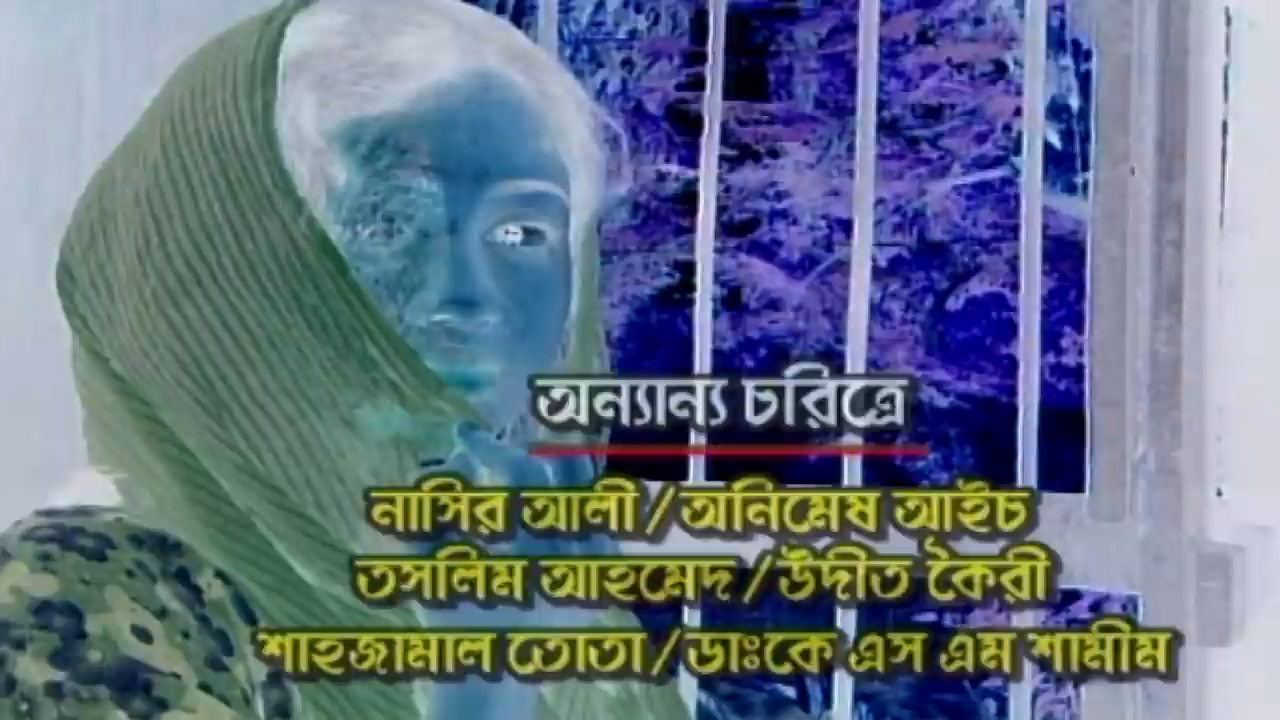 অন্যান্য চরিত্রে
নাসির আলী / অনিমেষ আইচ
তসলিম আহমেদ / উদীত কৈরী
শাহজামাল তোতা / ডাঃকে এস এম শামীম